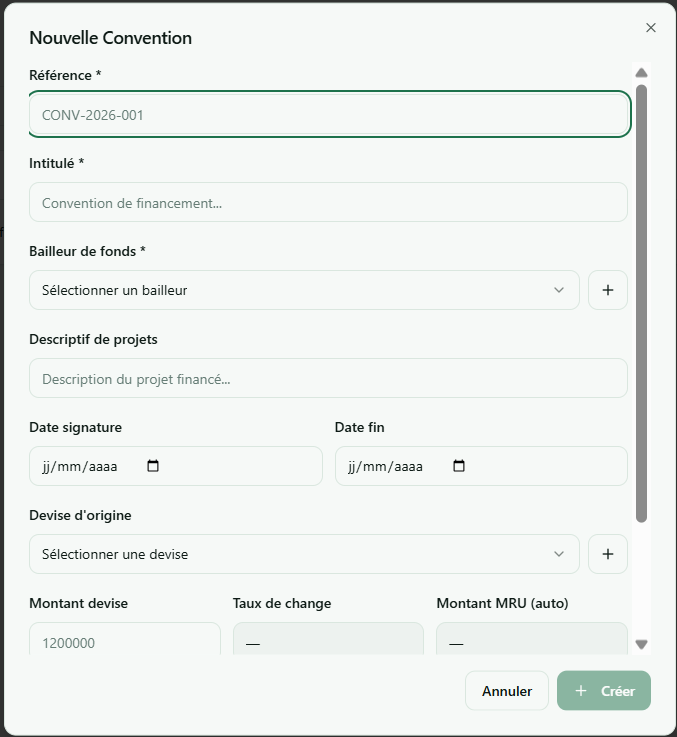 Nouvelle Convention
Référence *
CONV-2026-001
Intitulé *
Convention de financement...
Bailleur de fonds *
Sélectionner un bailleur
Descriptif de projets
Description du projet financé...
Date signature
Date fin
jj/mm/aaaa
jj/mm/aaaa
Devise d'origine
Sélectionner une devise
Montant devise
Taux de change
Montant MRU (auto)
1200000
—
—
Annuler
+ Créer